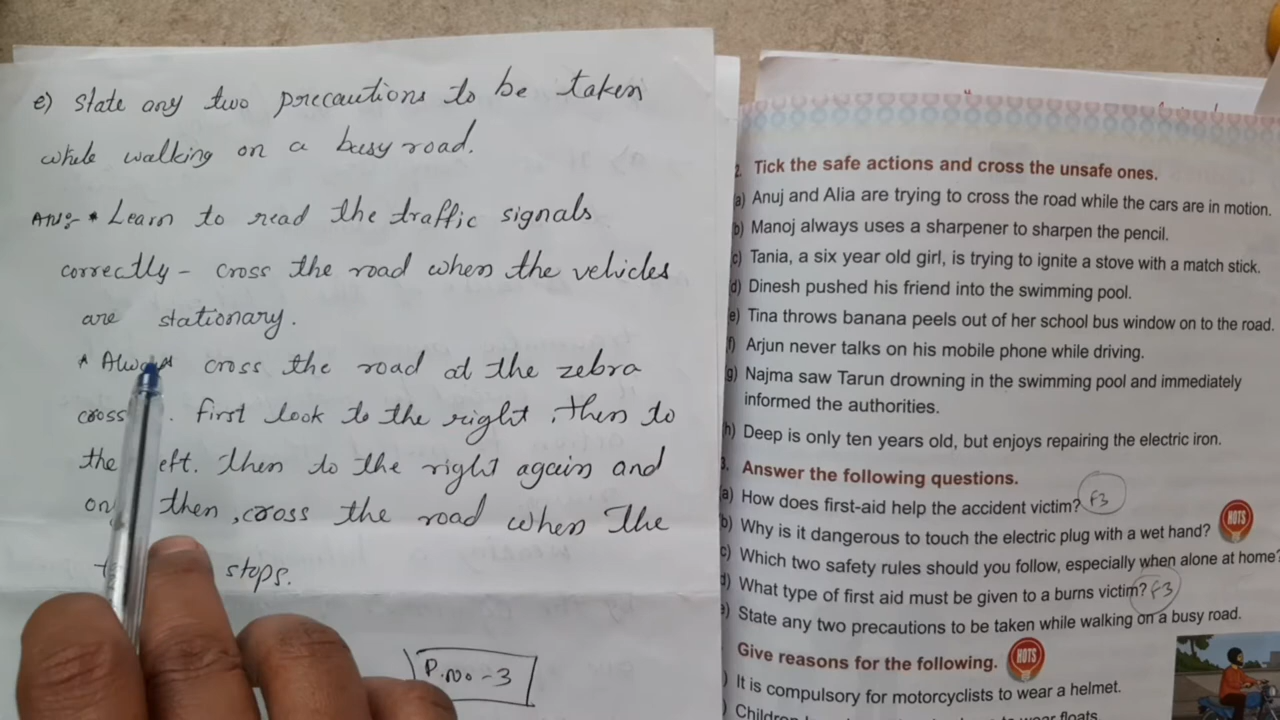 e) State any two precautions to be taken
while walking on a busy road.
Ans:- * Learn to read the traffic signals
correctly - cross the road when the vehicles
are stationary.
* Always cross the road at the zebra
First look to the right, then to
the left. Then to the right again and
then, cross the road when the
stops.
P.No-3
2. Tick the safe actions and cross the unsafe ones.
a) Anuj and Alia are trying to cross the road while the cars are in motion.
b) Manoj always uses a sharpener to sharpen the pencil.
c) Tania, a six year old girl, is trying to ignite a stove with a match stick.
d) Dinesh pushed his friend into the swimming pool.
e) Tina throws banana peels out of her school bus window on to the road.
f) Arjun never talks on his mobile phone while driving.
g) Najma saw Tarun drowning in the swimming pool and immediately
informed the authorities.
h) Deep is only ten years old, but enjoys repairing the electric iron.
3. Answer the following questions.
a) How does first-aid help the accident victim? F3
b) Why is it dangerous to touch the electric plug with a wet hand? HOTS
c) Which two safety rules should you follow, especially when alone at home?
d) What type of first aid must be given to a burns victim? F3
e) State any two precautions to be taken while walking on a busy road.
Give reasons for the following. HOTS
) It is compulsory for motorcyclists to wear a helmet.
) floats.